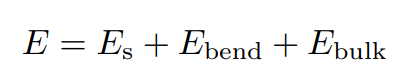 E = E_s + E_bend + E_bulk